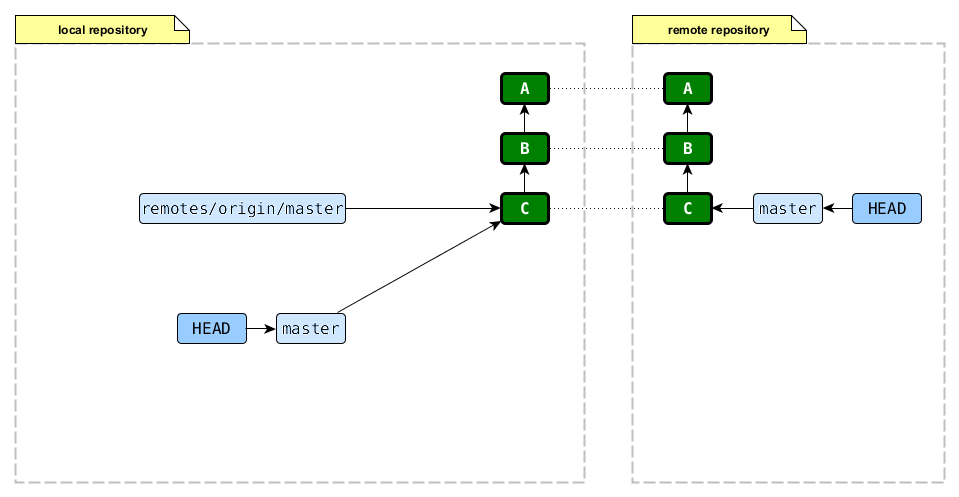 local repository
remote repository
A
A
B
B
remotes/origin/master
C
C
master
HEAD
HEAD
master